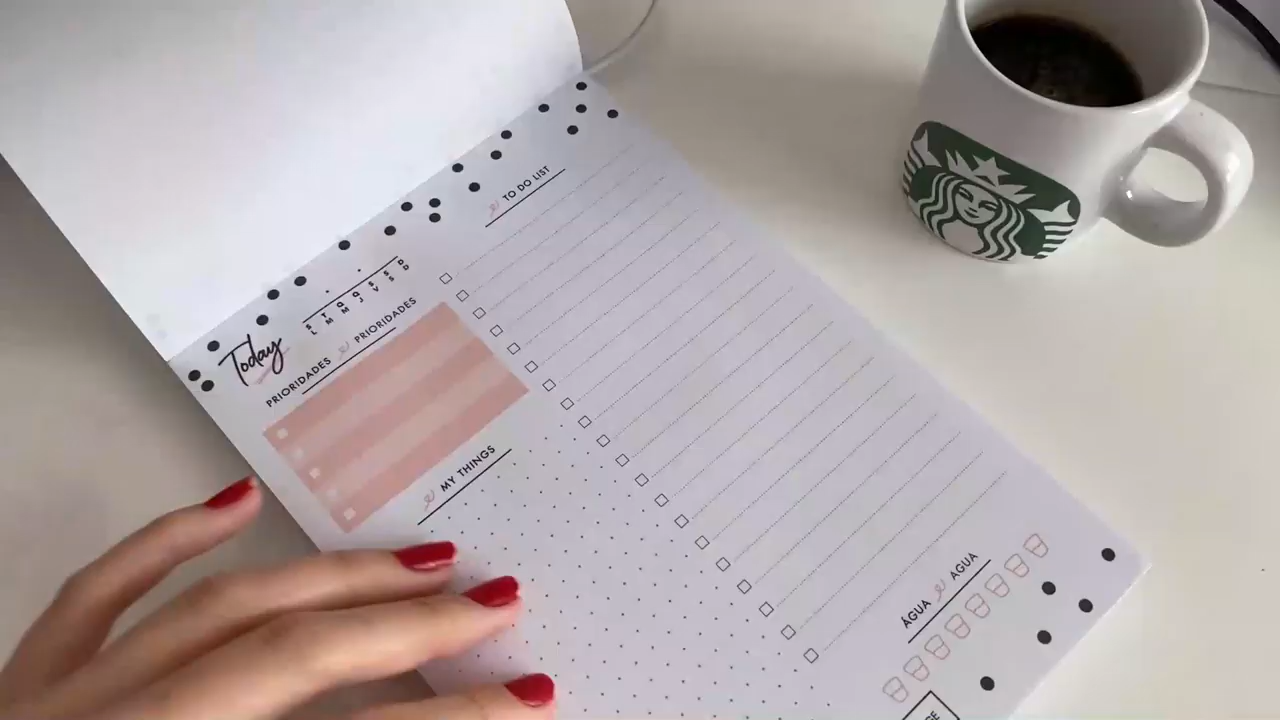 Today
S T Q Q S S D
L M M J V S D
PRIORIDADES PRIORIDADES
MY THINGS
TO DO LIST
ÁGUA ÁGUA